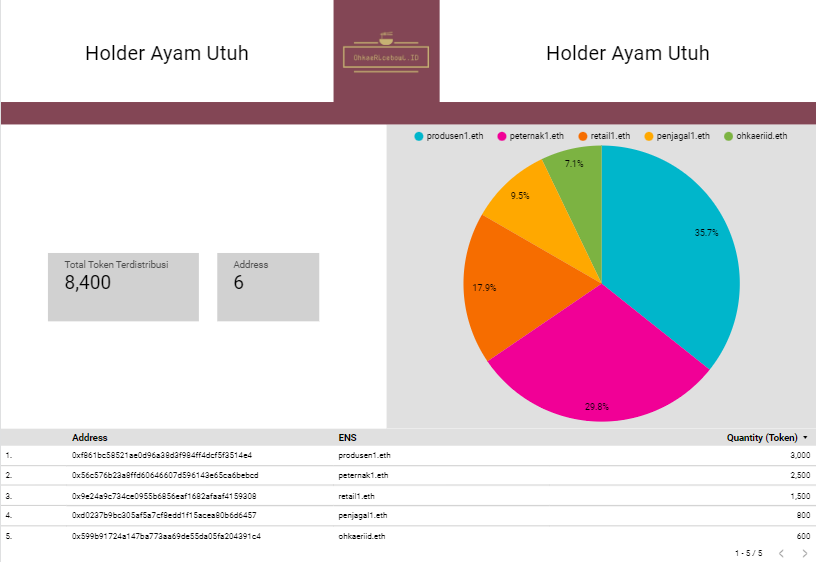 Holder Ayam Utuh
OhkaeRicebowl.ID
Holder Ayam Utuh
produsen1.eth peternak1.eth retail1.eth penjagal1.eth ohkaeriid.eth
7.1%
9.5%
35.7%
17.9%
29.8%
Total Token Terdistribusi
8,400
Address
6
Address ENS Quantity (Token)
1. 0xf861bc58521ae0d96a38d3f984ff4dcf5f3514e4 produsen1.eth 3,000
2. 0x56c576b23a8ffd60646607d596143e65ca6bebcd peternak1.eth 2,500
3. 0x9e24a9c734ce0955b6856eaf1682afaaf4159308 retail1.eth 1,500
4. 0xd0237b9bc305af5a7cf8edd1f15acea80b6d6457 penjagal1.eth 800
5. 0x599b91724a147ba773aa69de55da05fa204391c4 ohkaeriid.eth 600
1 - 5 / 5